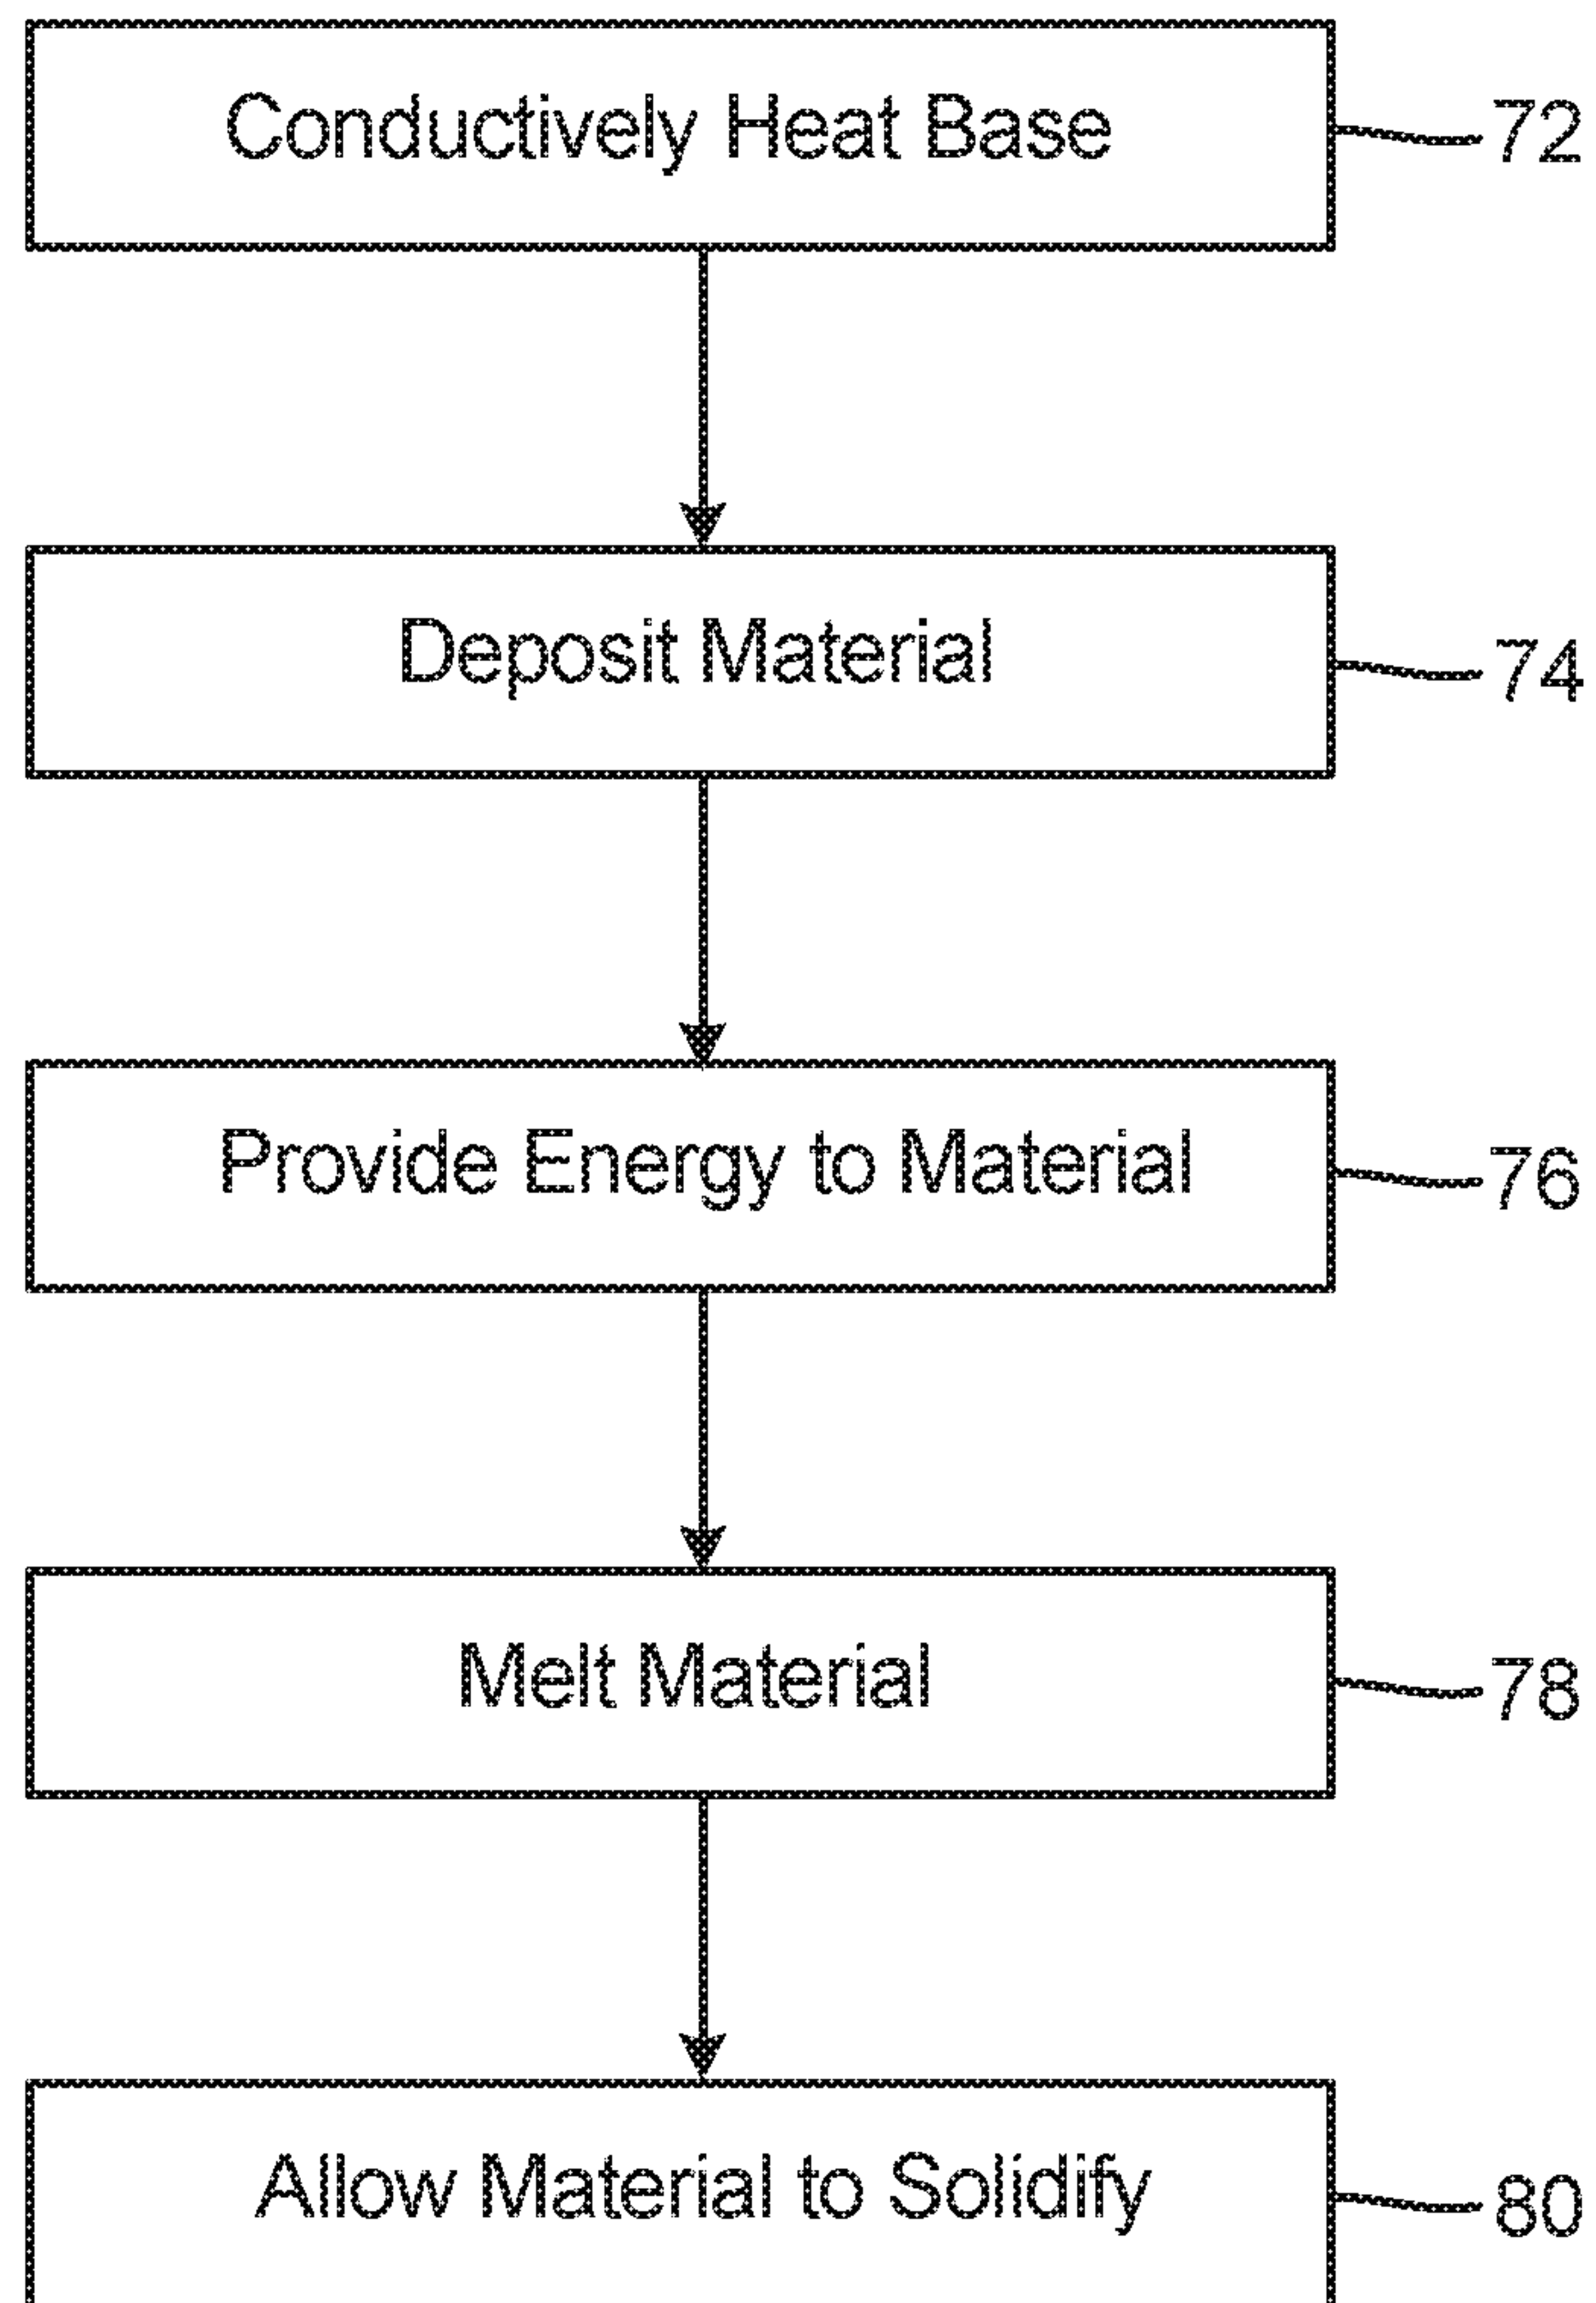 Conductively Heat Base 72
Deposit Material 74
Provide Energy to Material 76
Melt Material 78
Allow Material to Solidify 80